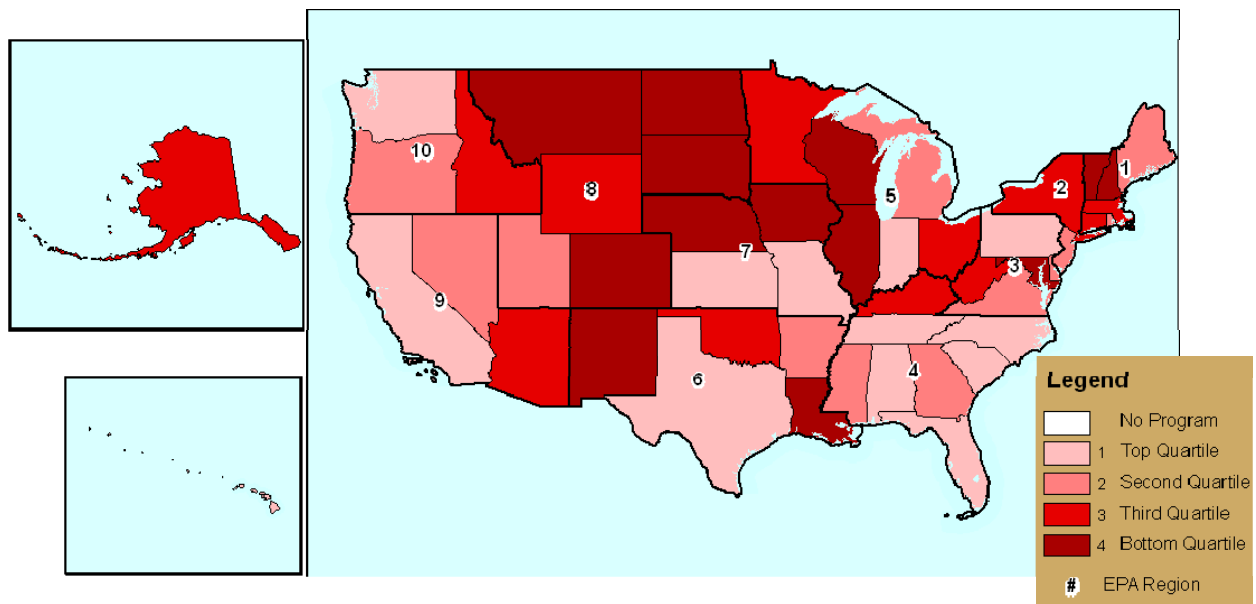 10
8
5
2
1
7
3
9
6
4
Legend
No Program
1 Top Quartile
2 Second Quartile
3 Third Quartile
4 Bottom Quartile
# EPA Region